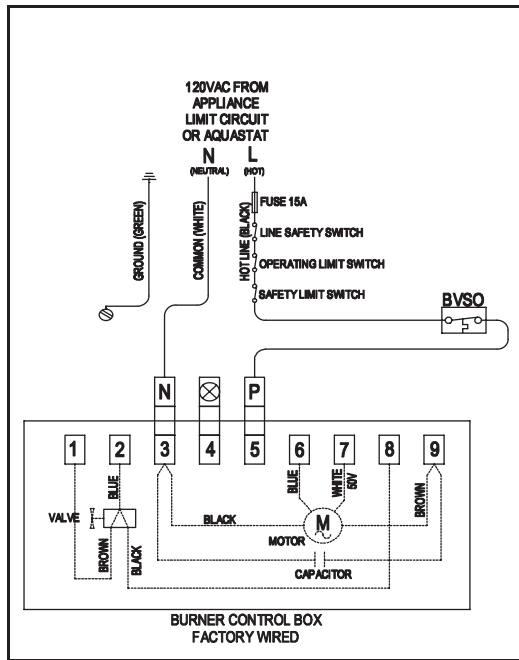 120VAC FROM
APPLIANCE
LIMIT CIRCUIT
OR AQUASTAT
N L
(NEUTRAL) (HOT)
GROUND (GREEN)
COMMON (WHITE)
HOT LINE (BLACK)
FUSE 15A
LINE SAFETY SWITCH
OPERATING LIMIT SWITCH
SAFETY LIMIT SWITCH
BVSO
N P
1 2 3 4 5 6 7 8 9
BLUE
BLUE
WHITE
50V
BROWN
VALVE
BLACK
M
MOTOR
BROWN
BLACK
CAPACITOR
BURNER CONTROL BOX
FACTORY WIRED